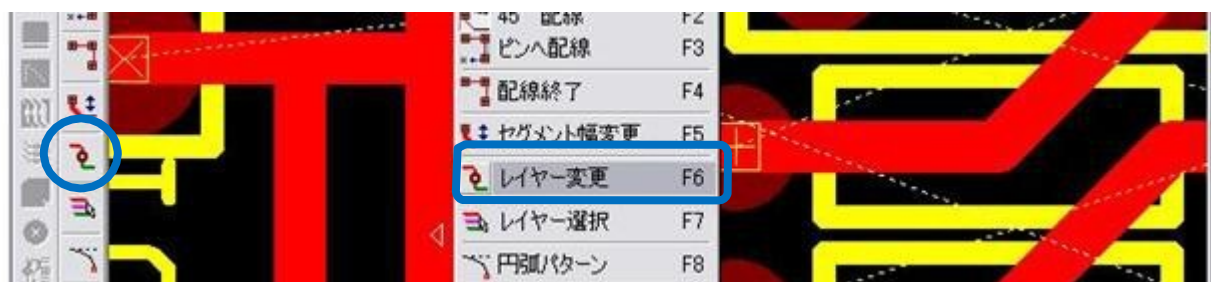 45° 配線 F2
ピンへ配線 F3
配線終了 F4
セグメント幅変更 F5
レイヤー変更 F6
レイヤー選択 F7
円弧パターン F8